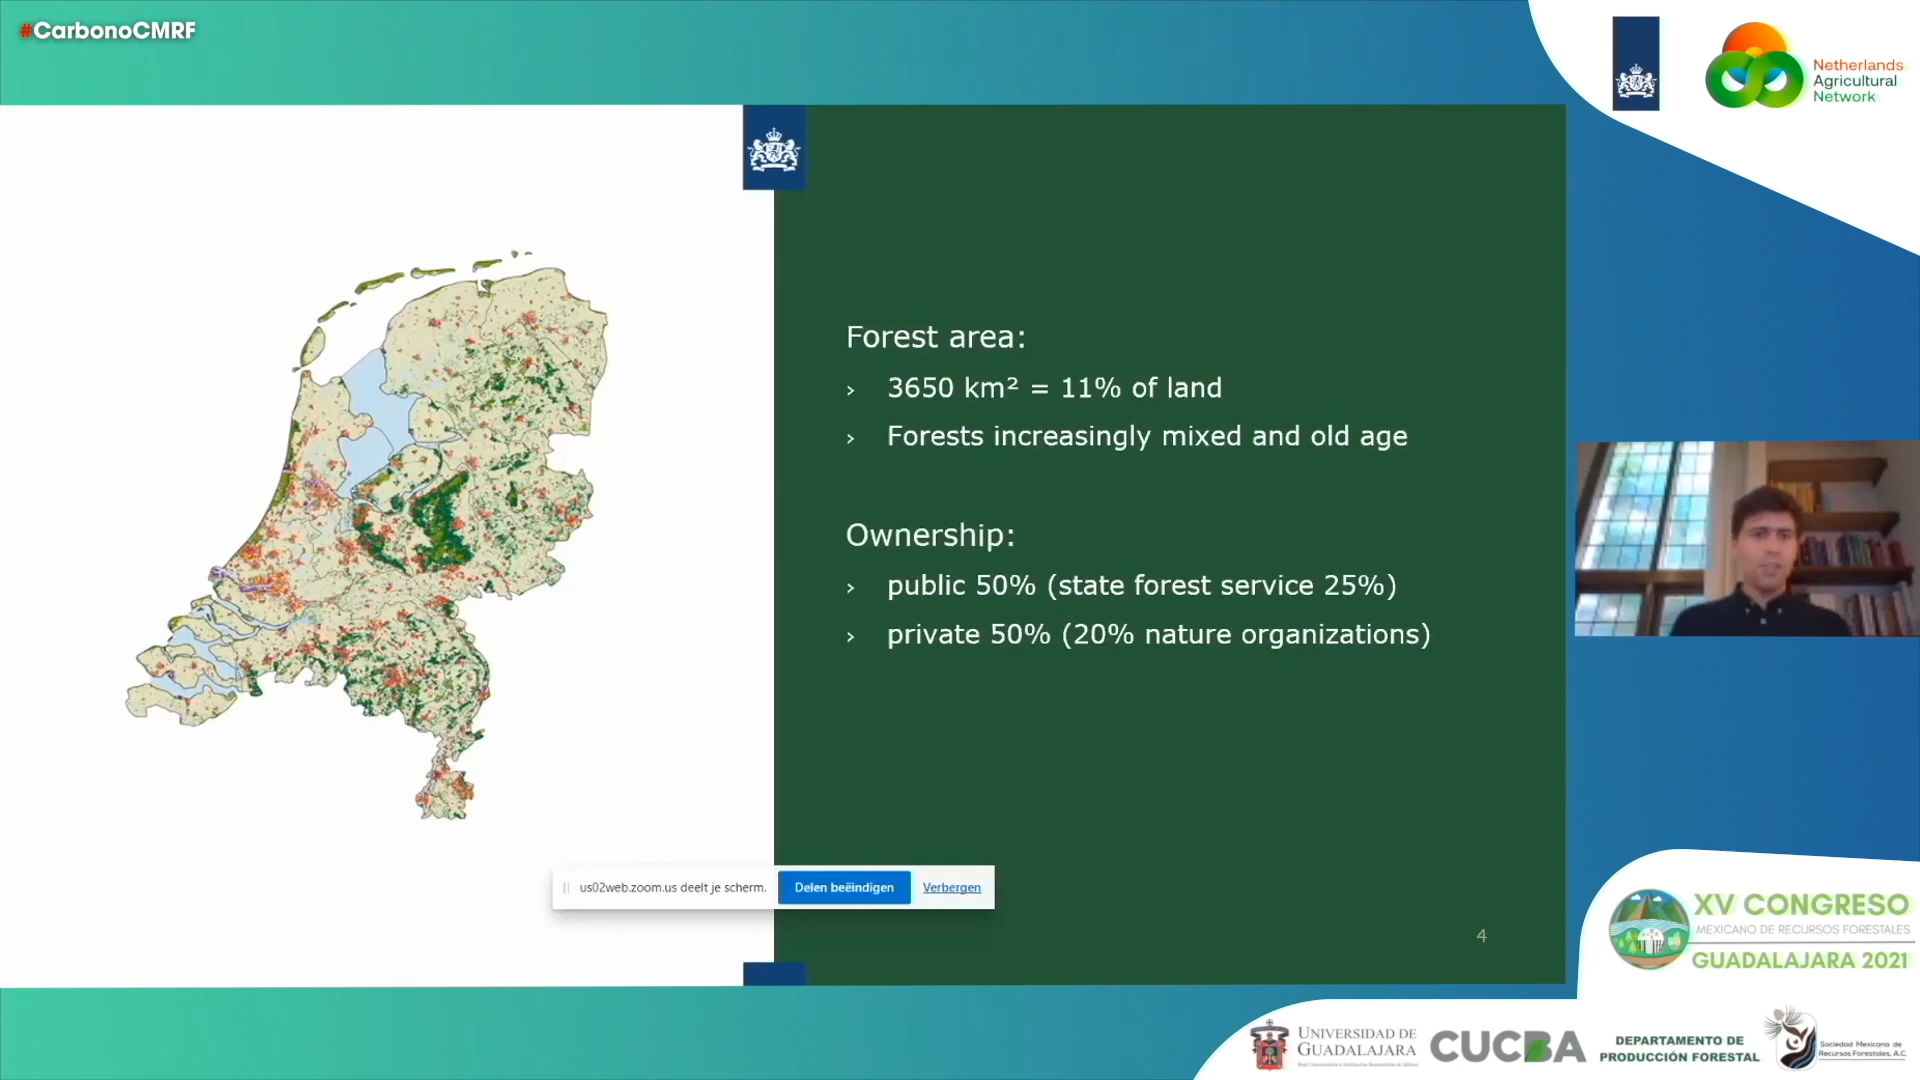 #CarbonoCMRF
Netherlands
Agricultural
Network
Forest area:
› 3650 km² = 11% of land
› Forests increasingly mixed and old age
Ownership:
› public 50% (state forest service 25%)
› private 50% (20% nature organizations)
us02web.zoom.us deelt je scherm. Delen beëindigen Verbergen
4
XV CONGRESO
MEXICANO DE RECURSOS FORESTALES
GUADALAJARA 2021
UNIVERSIDAD DE
GUADALAJARA
CUCBA
DEPARTAMENTO DE
PRODUCCIÓN FORESTAL
Sociedad Mexicana de
Recursos Forestales, A.C.